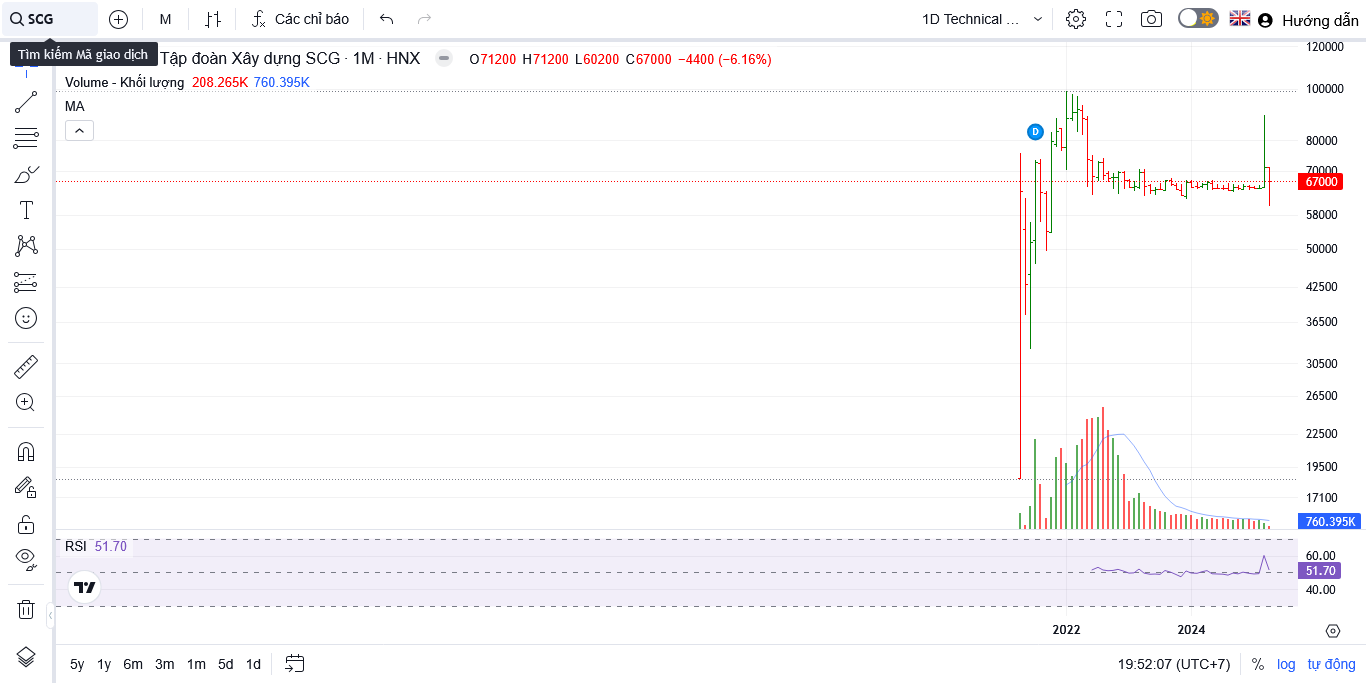 SCG M Các chỉ báo 1D Technical ... Hướng dẫn
Tìm kiếm Mã giao dịch
Tập đoàn Xây dựng SCG · 1M · HNX O71200 H71200 L60200 C67000 −4400 (−6.16%)
Volume - Khối lượng 208.265K 760.395K
MA
D
120000
100000
80000
70000
67000
58000
50000
42500
36500
30500
26500
22500
19500
17100
760.395K
RSI 51.70
60.00
51.70
40.00
2022 2024
5y 1y 6m 3m 1m 5d 1d 19:52:07 (UTC+7) % log tự động